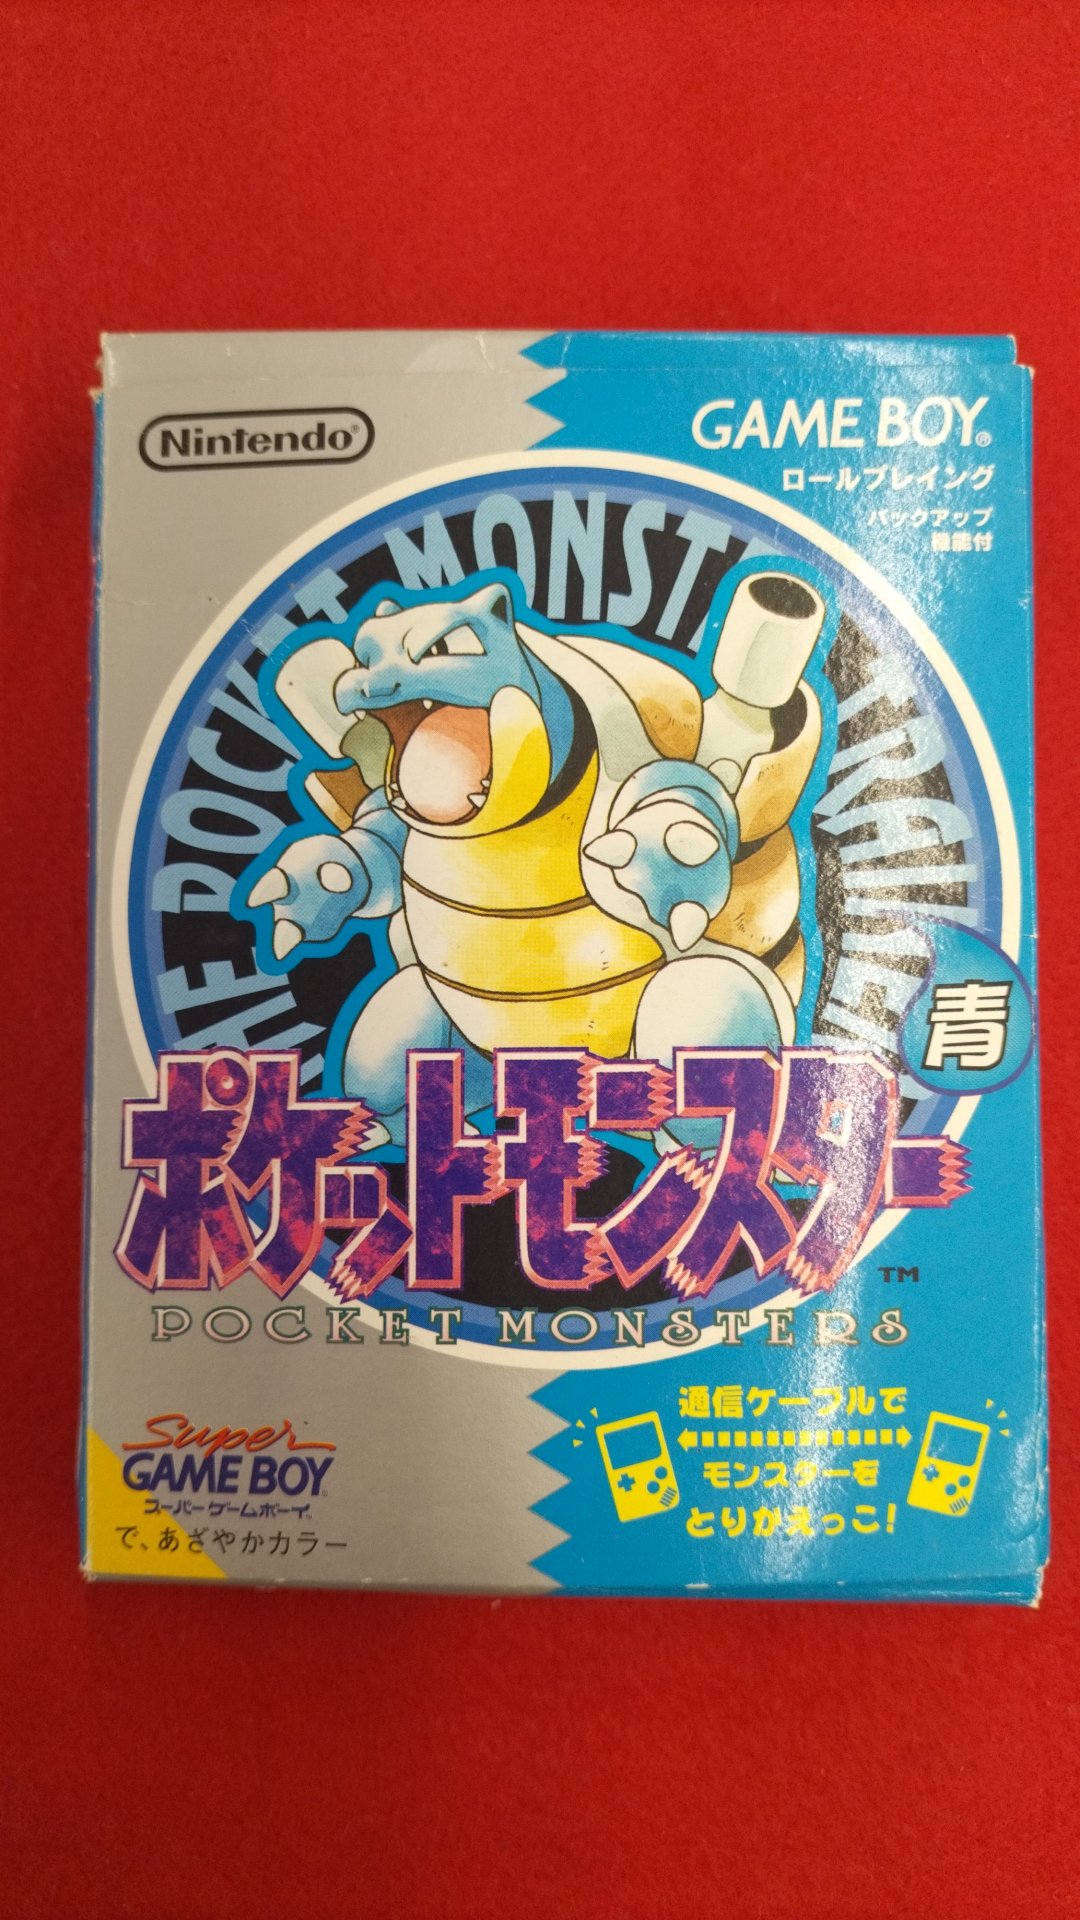 Nintendo®
GAME BOY®
ロールプレイング
バックアップ
機能付
THE POCKET MONSTER TRAINER
青
ポケットモンスター
TM
POCKET MONSTERS
通信ケーブルで
モンスターを
とりかえっこ!
Super
GAME BOY
スーパーゲームボーイ™
で、あざやかカラー